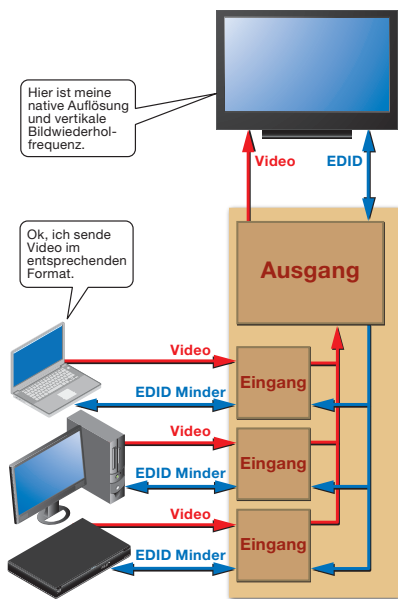 Hier ist meine
native Auflösung
und vertikale
Bildwiederhol-
frequenz.
Video
EDID
Ok, ich sende
Video im
entsprechenden
Format.
Ausgang
Video
EDID Minder
Eingang
Video
EDID Minder
Eingang
Video
EDID Minder
Eingang